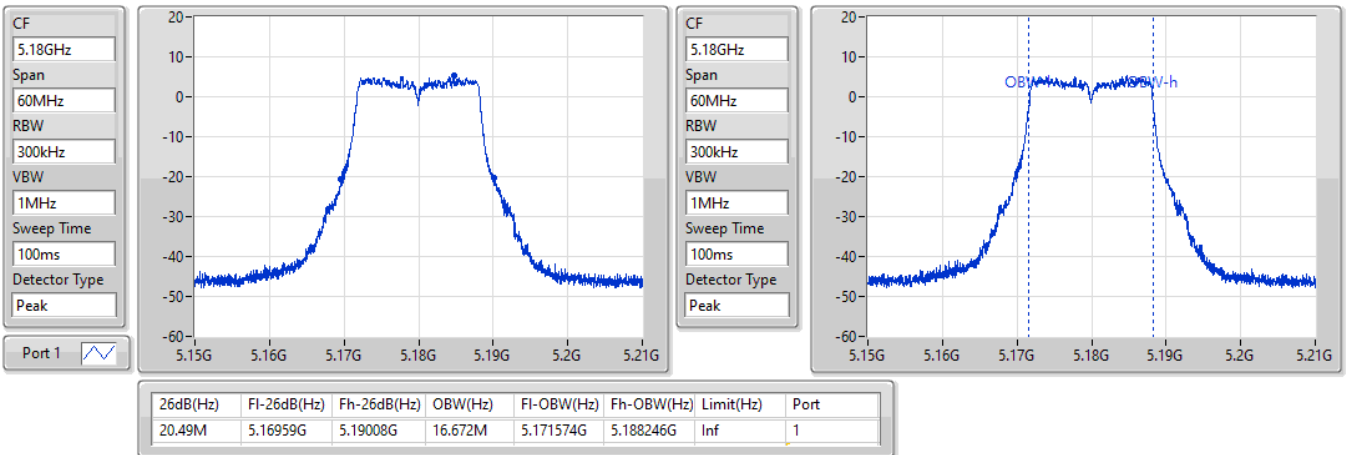 CF
5.18GHz
Span
60MHz
RBW
300kHz
VBW
1MHz
Sweep Time
100ms
Detector Type
Peak
Port 1
20
10
0
-10
-20
-30
-40
-50
-60
5.15G 5.16G 5.17G 5.18G 5.19G 5.2G 5.21G
CF
5.18GHz
Span
60MHz
RBW
300kHz
VBW
1MHz
Sweep Time
100ms
Detector Type
Peak
20
10
0
-10
-20
-30
-40
-50
-60
5.15G 5.16G 5.17G 5.18G 5.19G 5.2G 5.21G
26dB(Hz) Fl-26dB(Hz) Fh-26dB(Hz) OBW(Hz) Fl-OBW(Hz) Fh-OBW(Hz) Limit(Hz) Port
20.49M 5.16959G 5.19008G 16.672M 5.171574G 5.188246G Inf 1